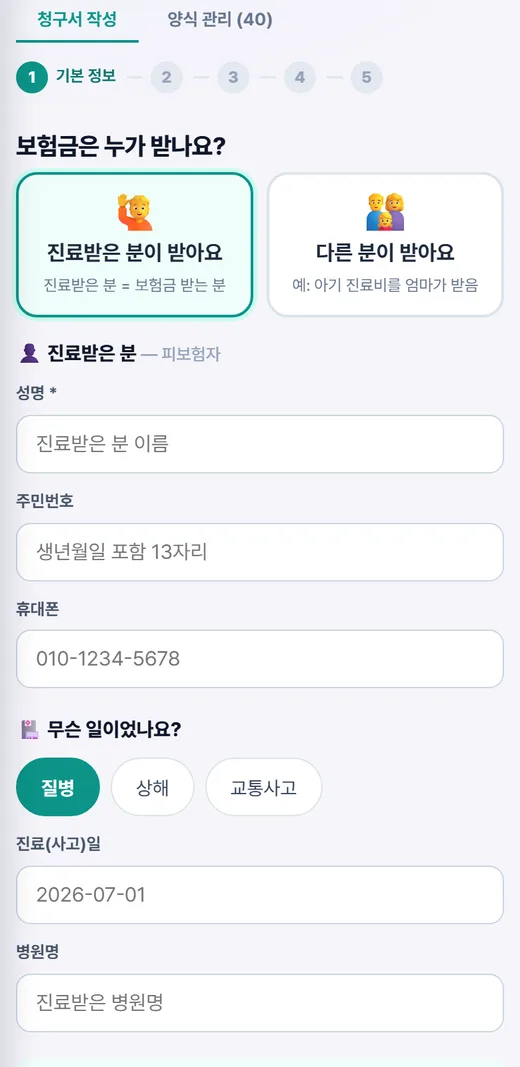 청구서 작성 양식 관리 (40)
1 기본 정보 2 3 4 5
보험금은 누가 받나요?
진료받은 분이 받아요
진료받은 분 = 보험금 받는 분
다른 분이 받아요
예: 아기 진료비를 엄마가 받음
진료받은 분 — 피보험자
성명 *
진료받은 분 이름
주민번호
생년월일 포함 13자리
휴대폰
010-1234-5678
무슨 일이었나요?
질병 상해 교통사고
진료(사고)일
2026-07-01
병원명
진료받은 병원명